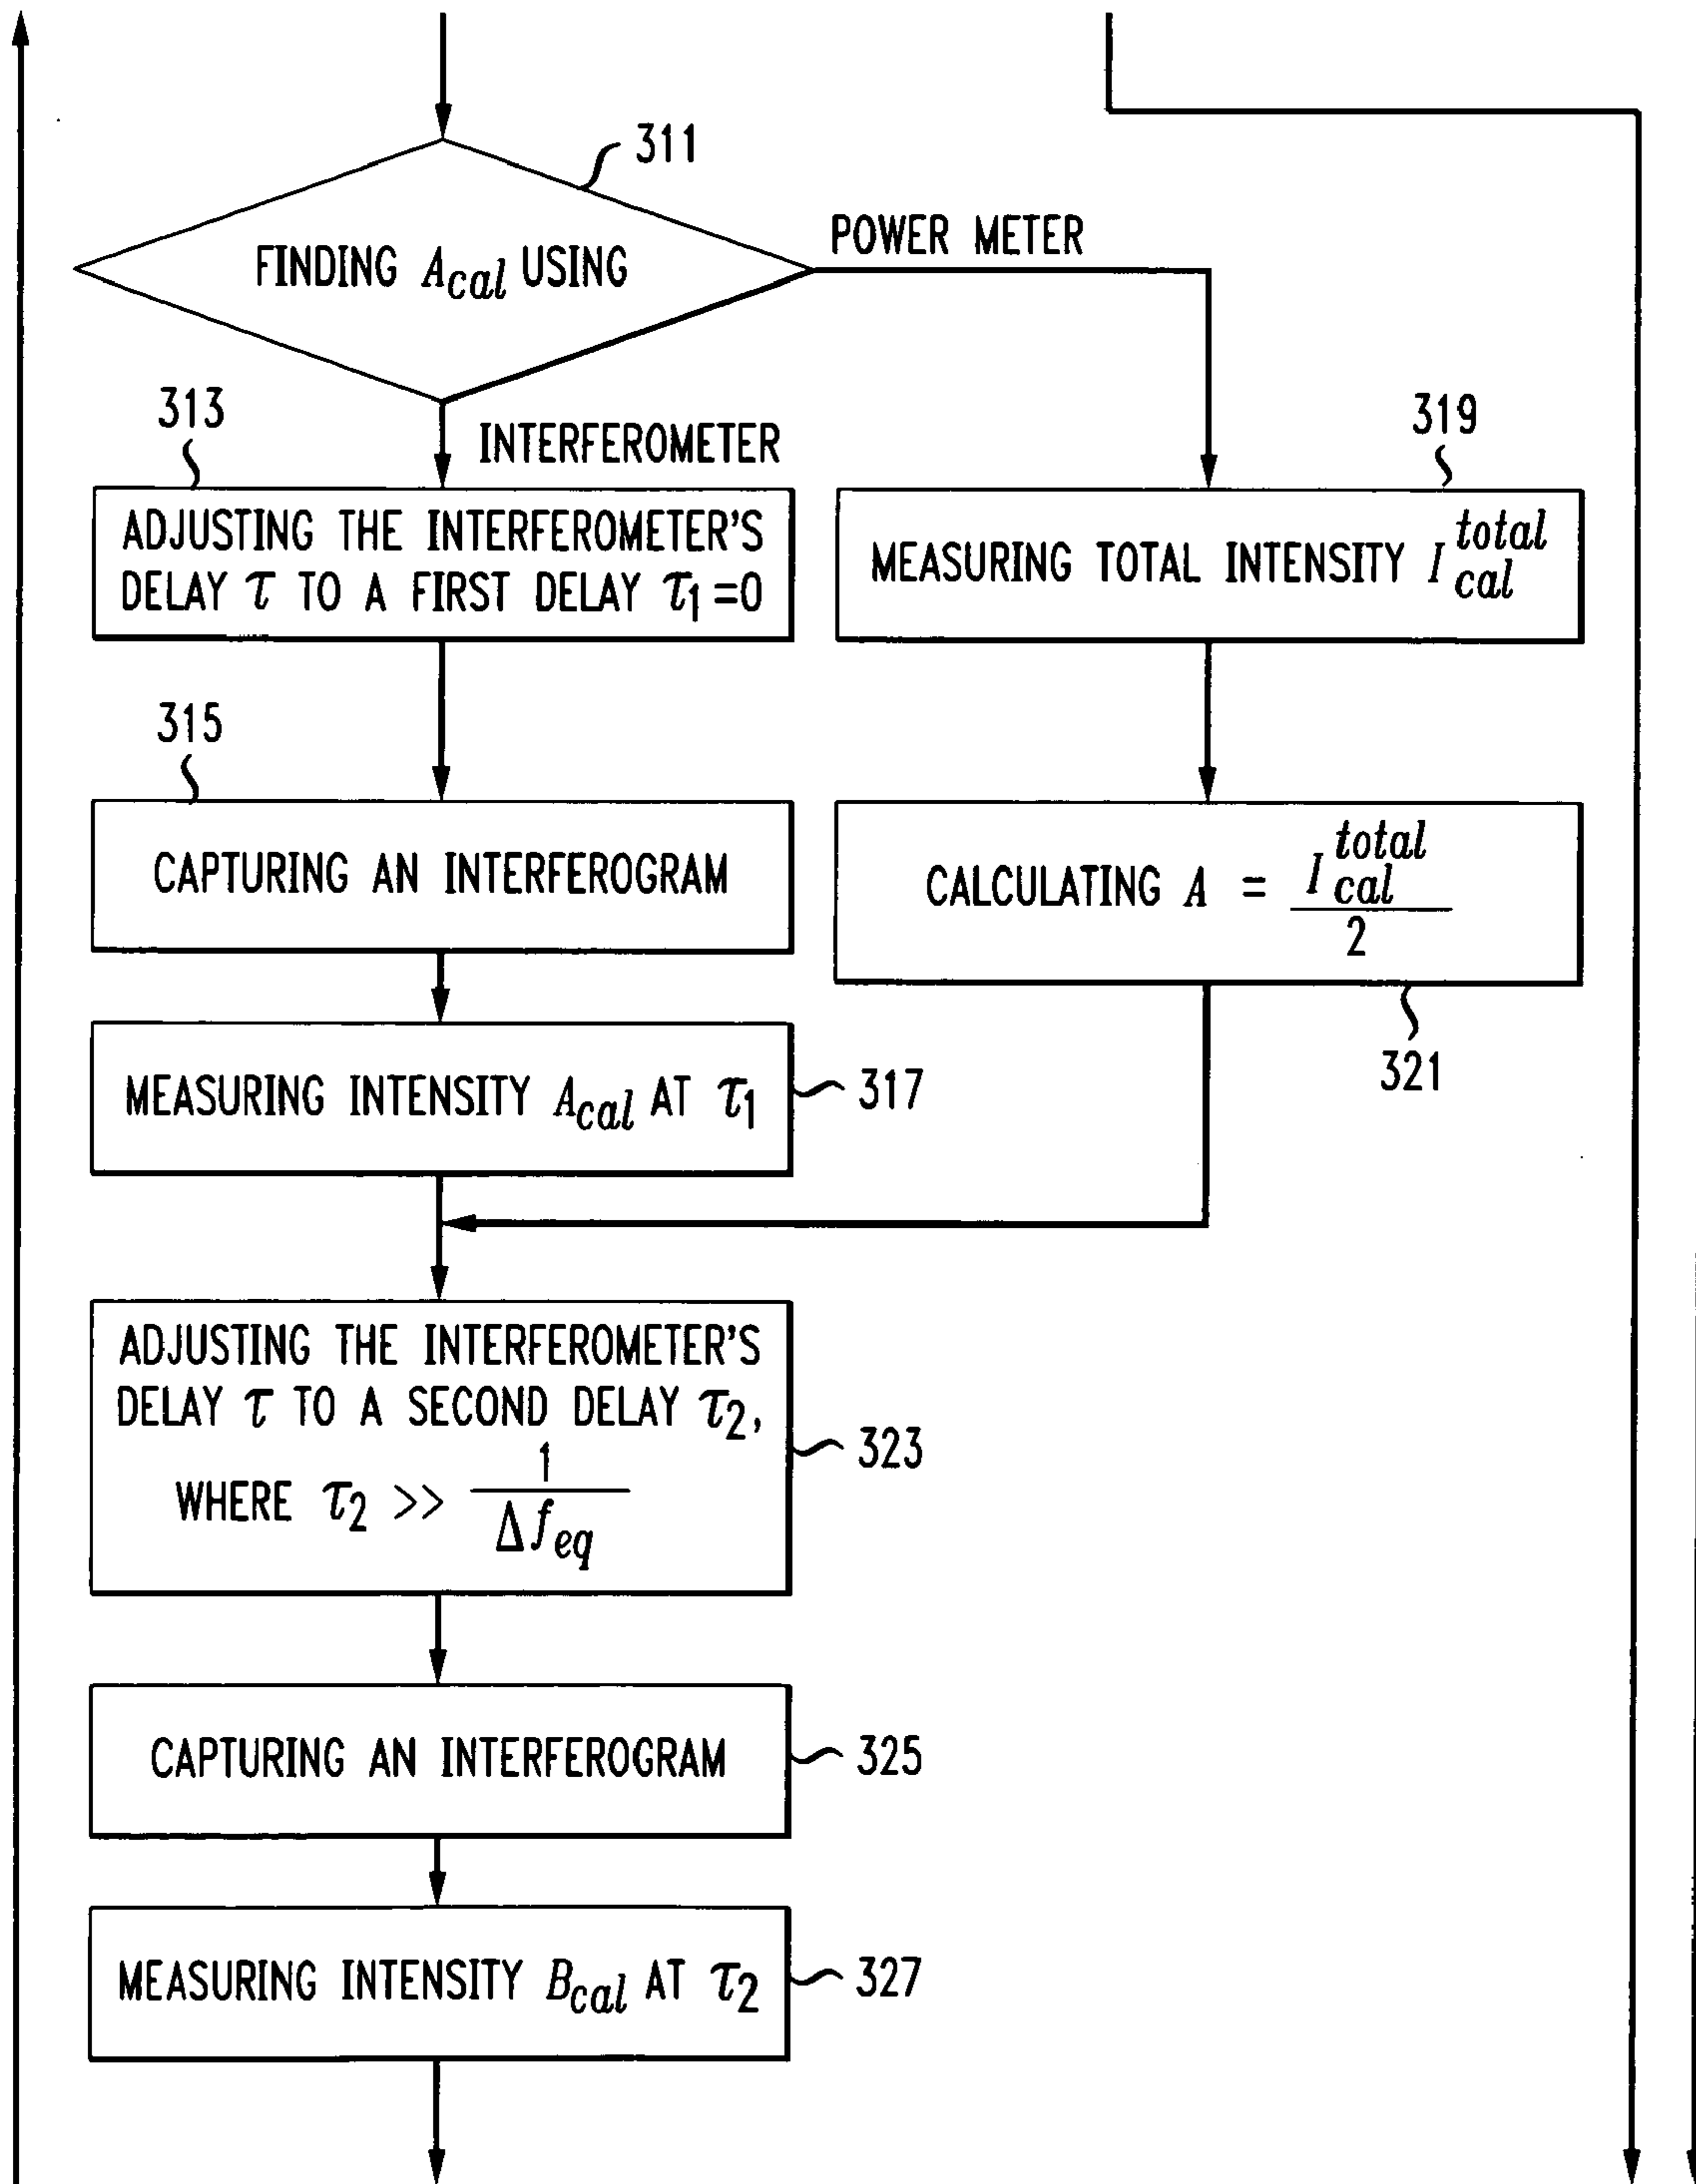 311
FINDING A_cal USING
POWER METER
313
INTERFEROMETER
319
ADJUSTING THE INTERFEROMETER'S
DELAY τ TO A FIRST DELAY τ₁=0
MEASURING TOTAL INTENSITY I_cal^total
315
CAPTURING AN INTERFEROGRAM
CALCULATING A = I_cal^total
2
321
MEASURING INTENSITY A_cal AT τ₁
317
ADJUSTING THE INTERFEROMETER'S
DELAY τ TO A SECOND DELAY τ₂,
WHERE τ₂ >> 1
Δf_eq
323
CAPTURING AN INTERFEROGRAM
325
MEASURING INTENSITY B_cal AT τ₂
327